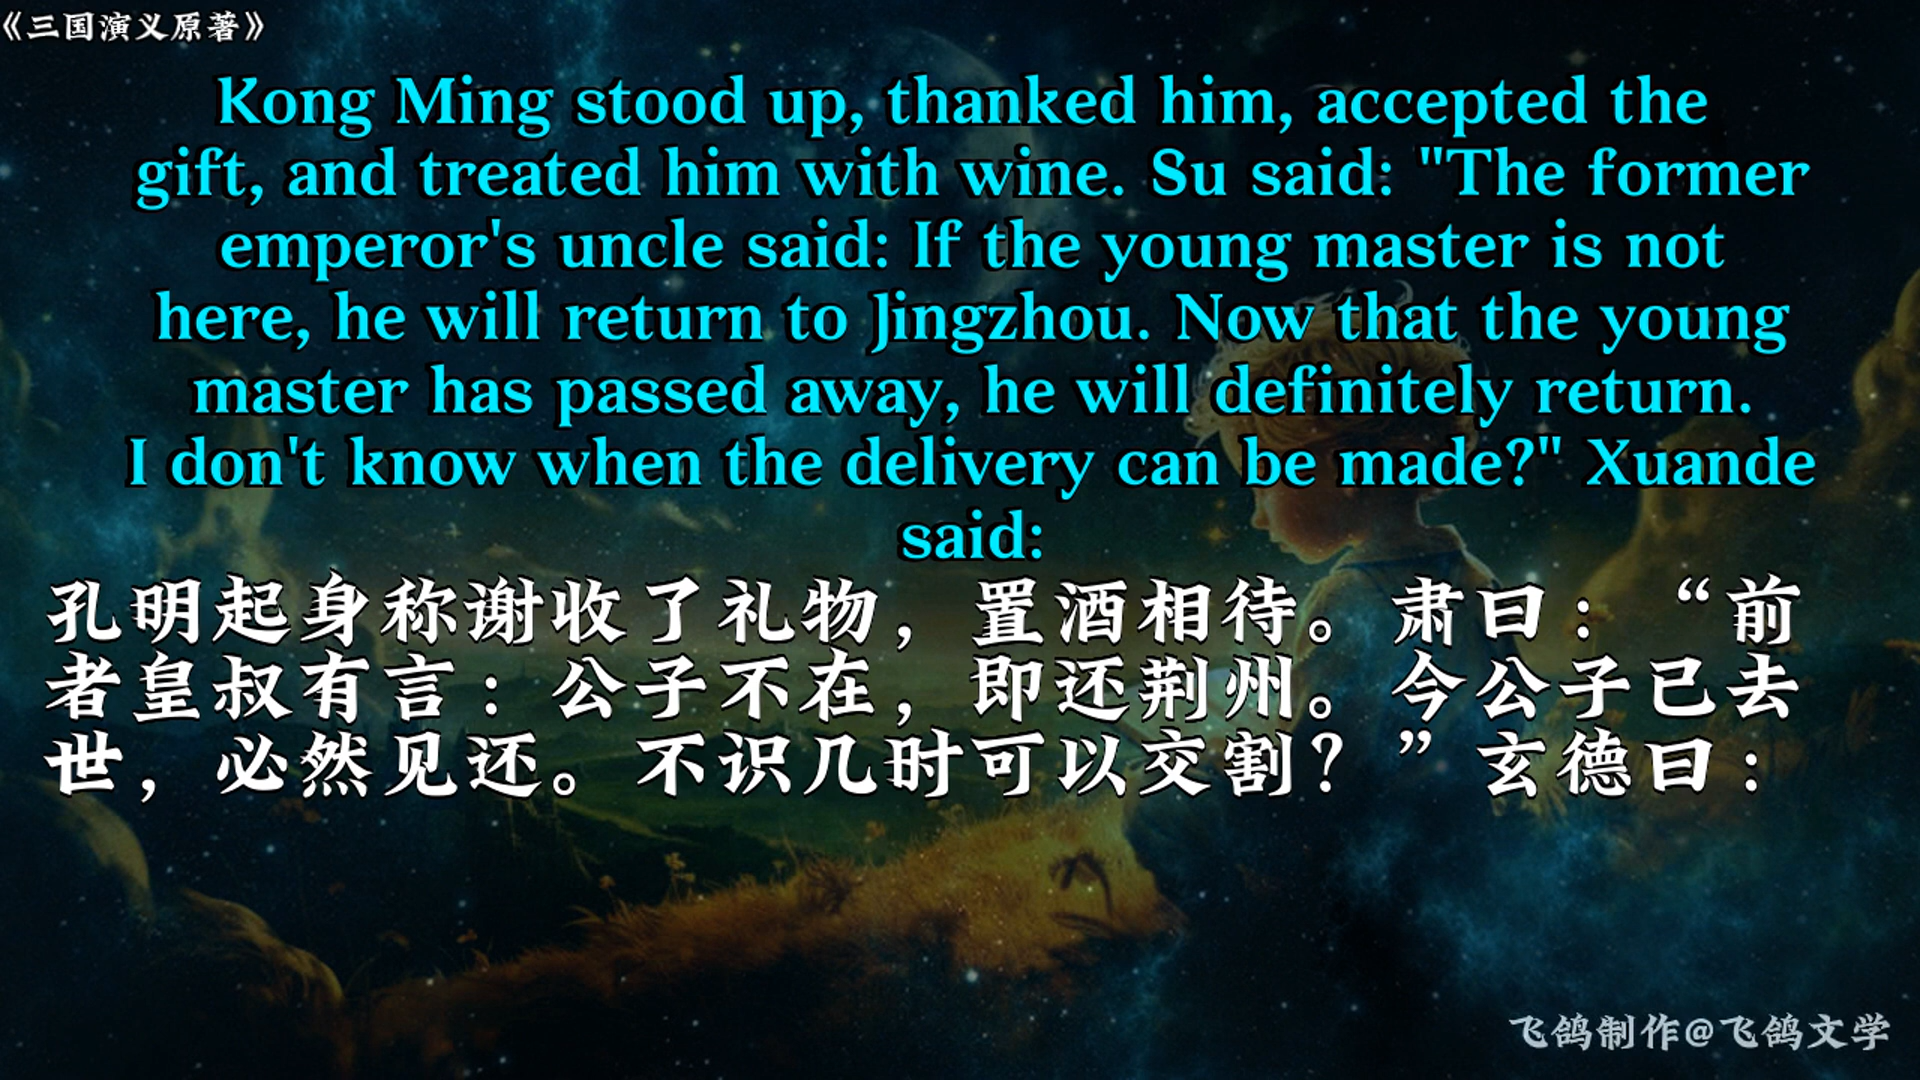 《三国演义原著》
Kong Ming stood up, thanked him, accepted the
gift, and treated him with wine. Su said: "The former
emperor's uncle said: If the young master is not
here, he will return to Jingzhou. Now that the young
master has passed away, he will definitely return.
I don't know when the delivery can be made?" Xuande
said:
孔明起身称谢收了礼物，置酒相待。肃曰：“前
者皇叔有言：公子不在，即还荆州。今公子已去
世，必然见还。不识几时可以交割？”玄德曰：
飞鸽制作@飞鸽文学